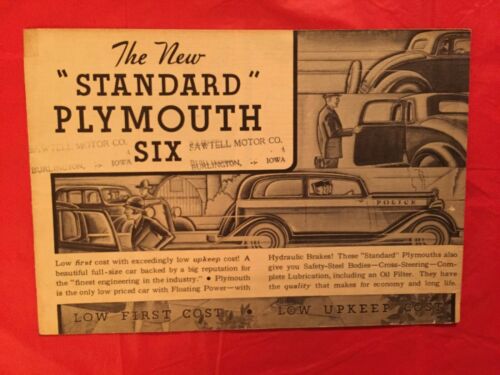 The New
"STANDARD"
PLYMOUTH
SIX
SAWTELL MOTOR CO.
BURLINGTON, IOWA
SAWTELL MOTOR CO.
BURLINGTON, IOWA
POLICE
Low first cost with exceedingly low upkeep cost! A
beautiful full-size car backed by a big reputation for
the "finest engineering in the industry." • Plymouth
is the only low priced car with Floating Power—with
Hydraulic Brakes! These "Standard" Plymouths also
give you Safety-Steel Bodies—Cross-Steering—Com-
plete Lubrication, including an Oil Filter. They have
the quality that makes for economy and long life.
LOW FIRST COST • LOW UPKEEP COST